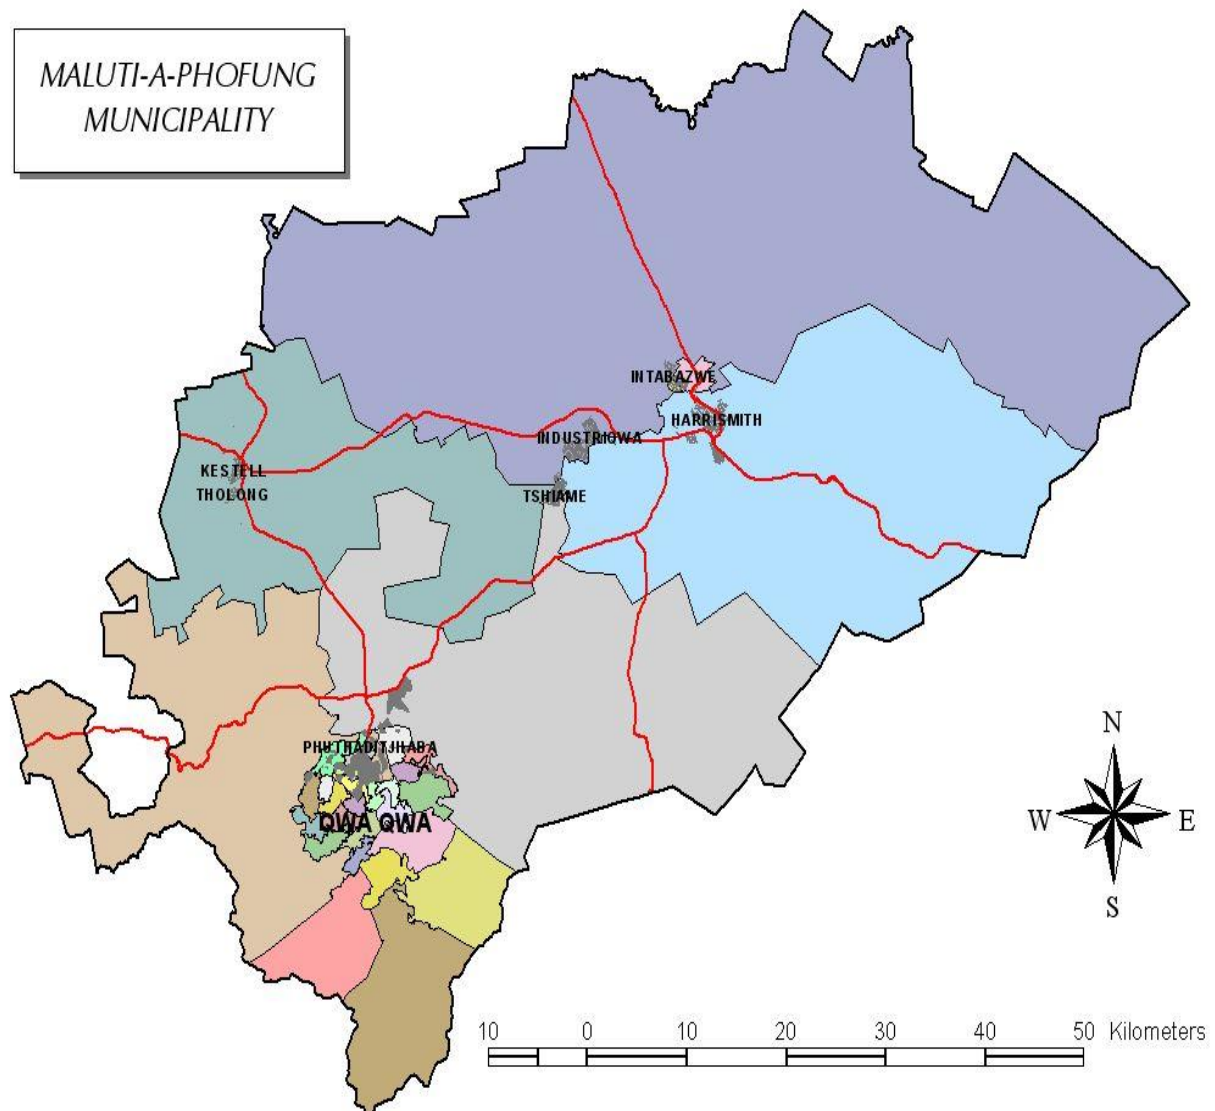 MALUTI-A-PHOFUNG
MUNICIPALITY
INTABAZWE
HARRISMITH
INDUSTRIQWA
KESTELL
THOLONG
TSHIAME
PHUTHADITJHABA
QWA QWA
N
W E
S
10 0 10 20 30 40 50 Kilometers